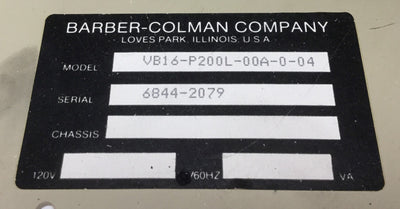 BARBER-COLMAN COMPANY
LOVES PARK, ILLINOIS, U.S.A.
MODEL VB16-P200L-00A-0-04
SERIAL 6844-2079
CHASSIS
120V /60HZ VA